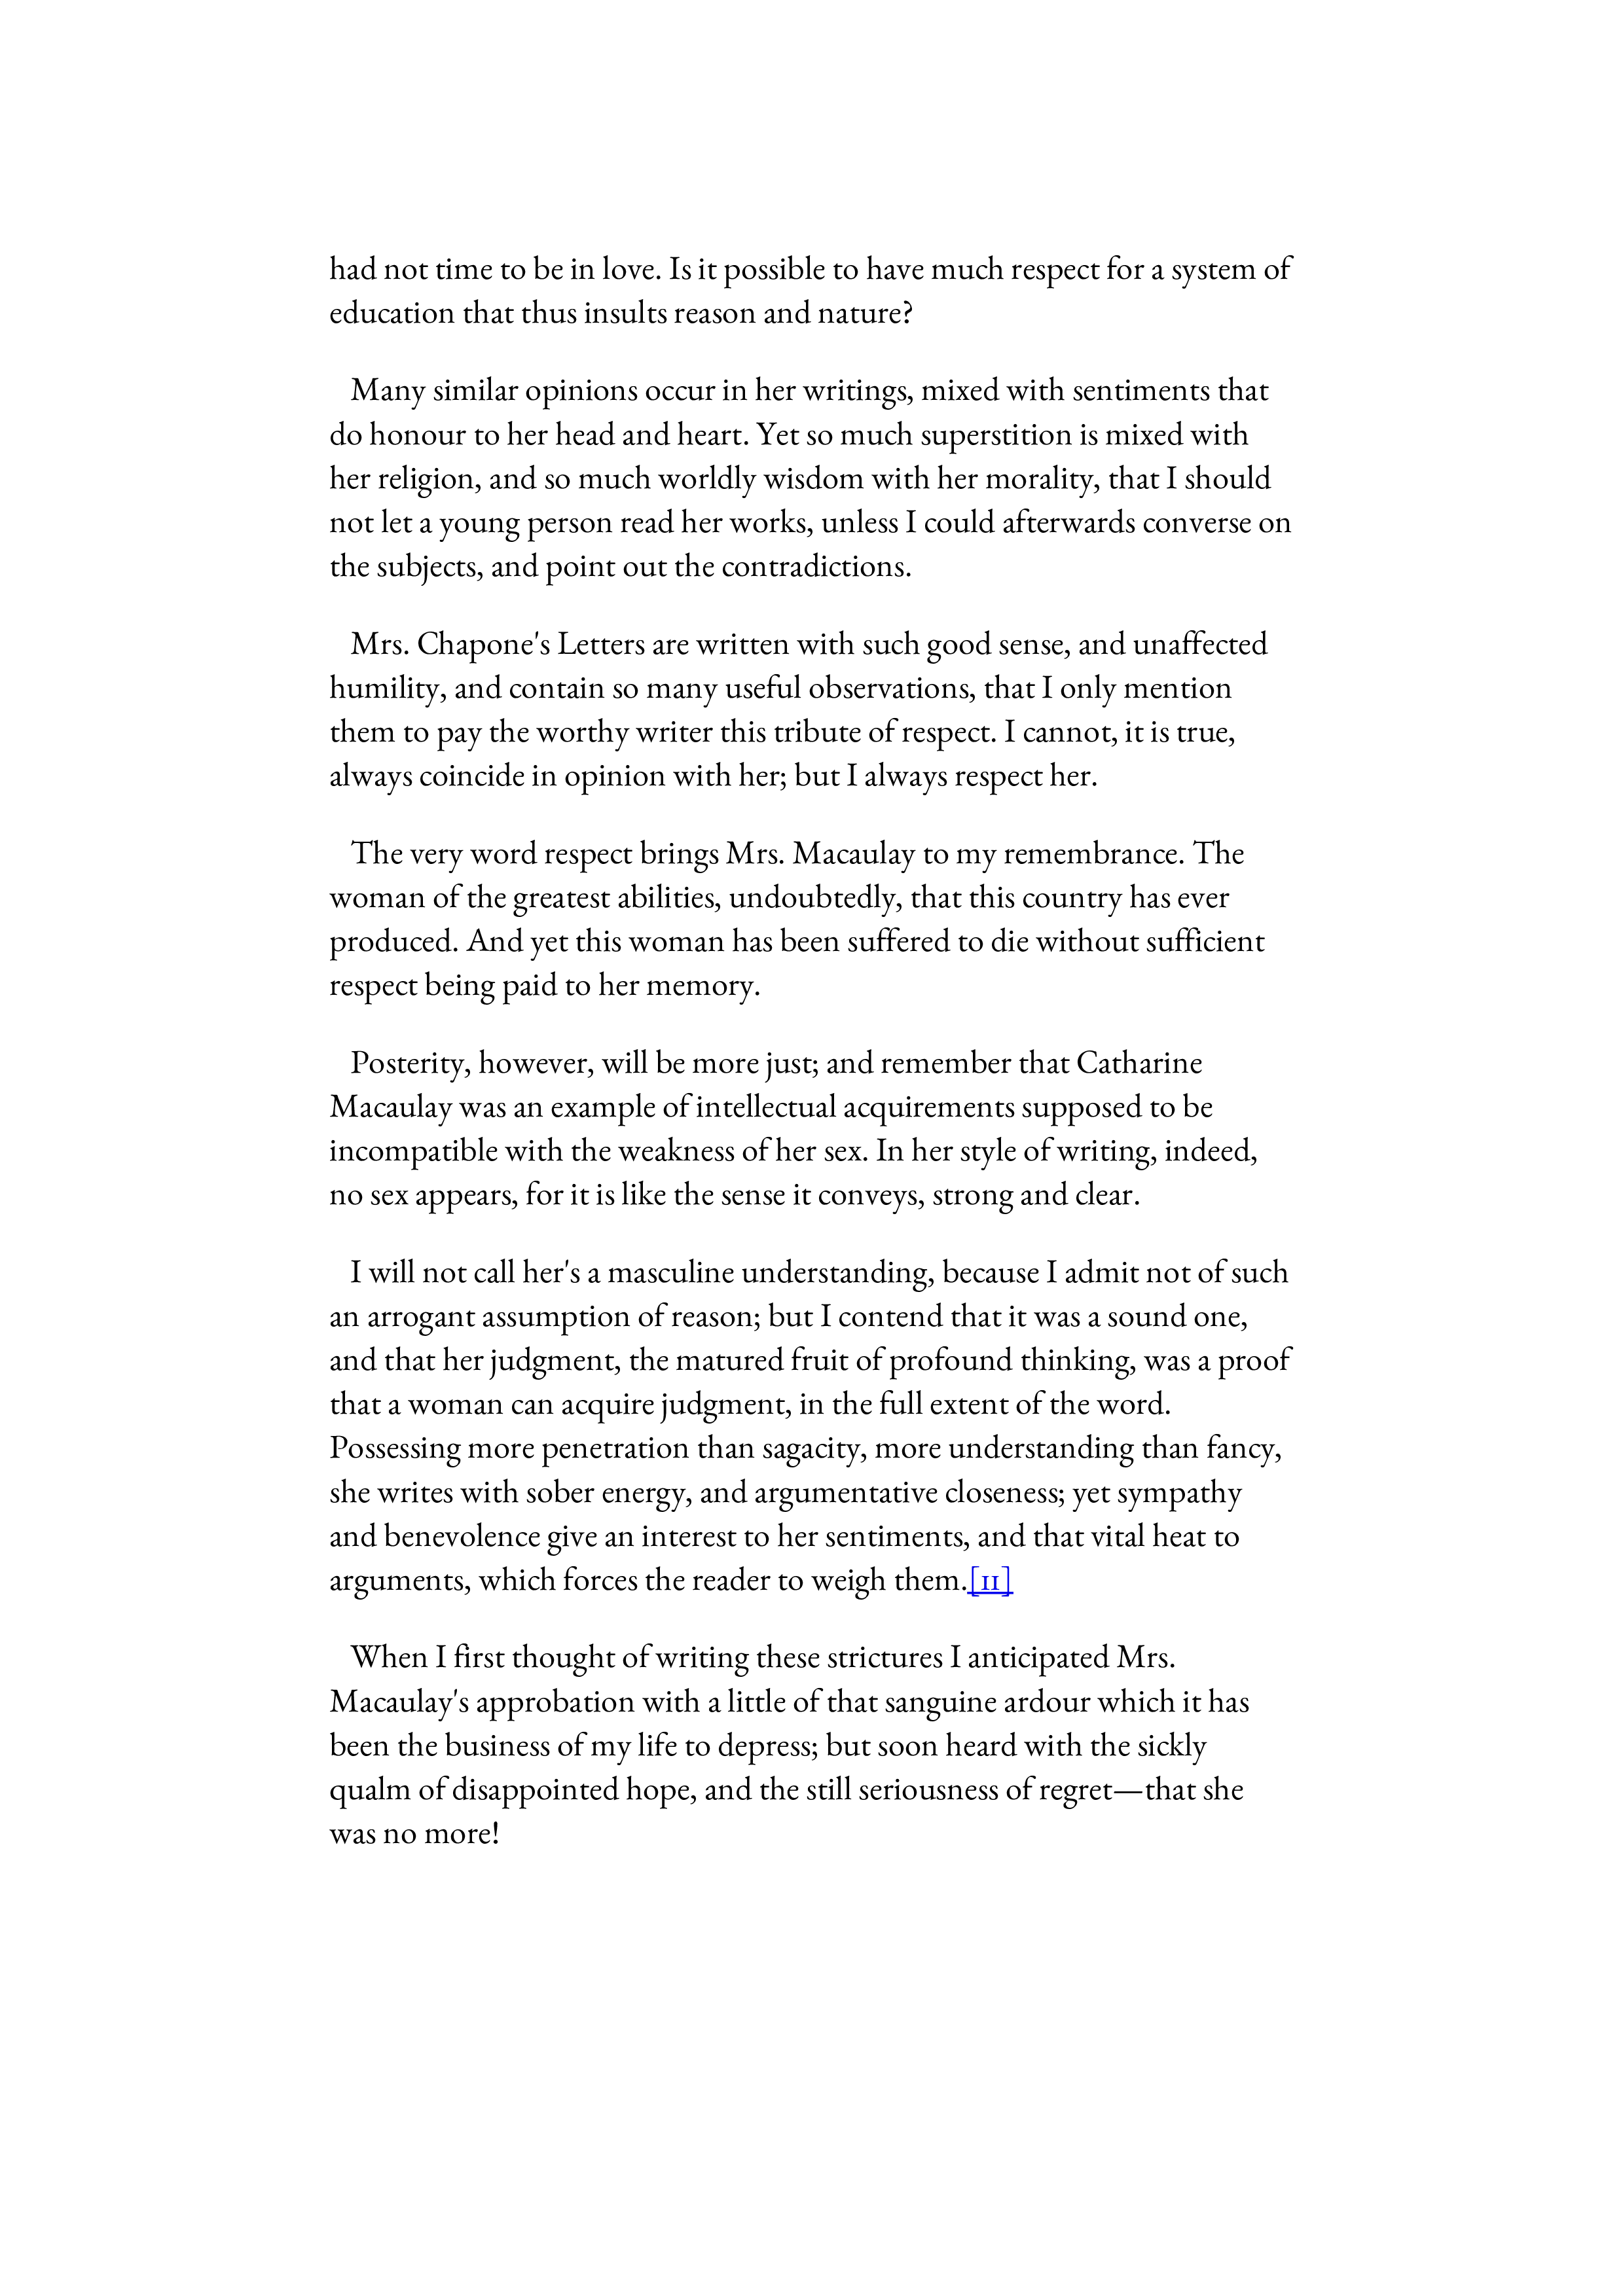 had not time to be in love. Is it possible to have much respect for a system of
education that thus insults reason and nature?
Many similar opinions occur in her writings, mixed with sentiments that
do honour to her head and heart. Yet so much superstition is mixed with
her religion, and so much worldly wisdom with her morality, that I should
not let a young person read her works, unless I could afterwards converse on
the subjects, and point out the contradictions.
Mrs. Chapone's Letters are written with such good sense, and unaffected
humility, and contain so many useful observations, that I only mention
them to pay the worthy writer this tribute of respect. I cannot, it is true,
always coincide in opinion with her; but I always respect her.
The very word respect brings Mrs. Macaulay to my remembrance. The
woman of the greatest abilities, undoubtedly, that this country has ever
produced. And yet this woman has been suffered to die without sufficient
respect being paid to her memory.
Posterity, however, will be more just; and remember that Catharine
Macaulay was an example of intellectual acquirements supposed to be
incompatible with the weakness of her sex. In her style of writing, indeed,
no sex appears, for it is like the sense it conveys, strong and clear.
I will not call her's a masculine understanding, because I admit not of such
an arrogant assumption of reason; but I contend that it was a sound one,
and that her judgment, the matured fruit of profound thinking, was a proof
that a woman can acquire judgment, in the full extent of the word.
Possessing more penetration than sagacity, more understanding than fancy,
she writes with sober energy, and argumentative closeness; yet sympathy
and benevolence give an interest to her sentiments, and that vital heat to
arguments, which forces the reader to weigh them.[11]
When I first thought of writing these strictures I anticipated Mrs.
Macaulay's approbation with a little of that sanguine ardour which it has
been the business of my life to depress; but soon heard with the sickly
qualm of disappointed hope, and the still seriousness of regret—that she
was no more!